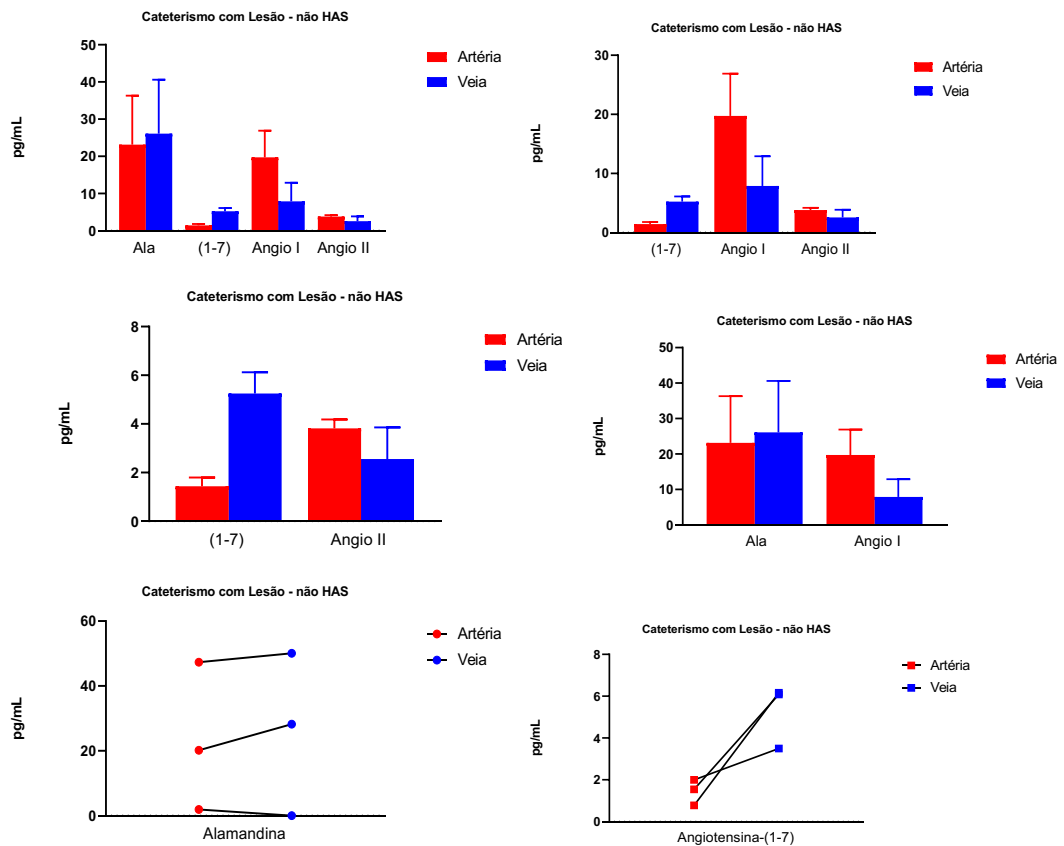 Cateterismo com Lesão - não HAS
pg/mL
50
40
30
20
10
0
Ala
(1-7)
Angio I
Angio II
Artéria
Veia
Cateterismo com Lesão - não HAS
pg/mL
30
20
10
0
(1-7)
Angio I
Angio II
Artéria
Veia
Cateterismo com Lesão - não HAS
pg/mL
8
6
4
2
0
(1-7)
Angio II
Artéria
Veia
Cateterismo com Lesão - não HAS
pg/mL
50
40
30
20
10
0
Ala
Angio I
Artéria
Veia
Cateterismo com Lesão - não HAS
pg/mL
60
40
20
0
Alamandina
Artéria
Veia
Cateterismo com Lesão - não HAS
pg/mL
8
6
4
2
0
Angiotensina-(1-7)
Artéria
Veia